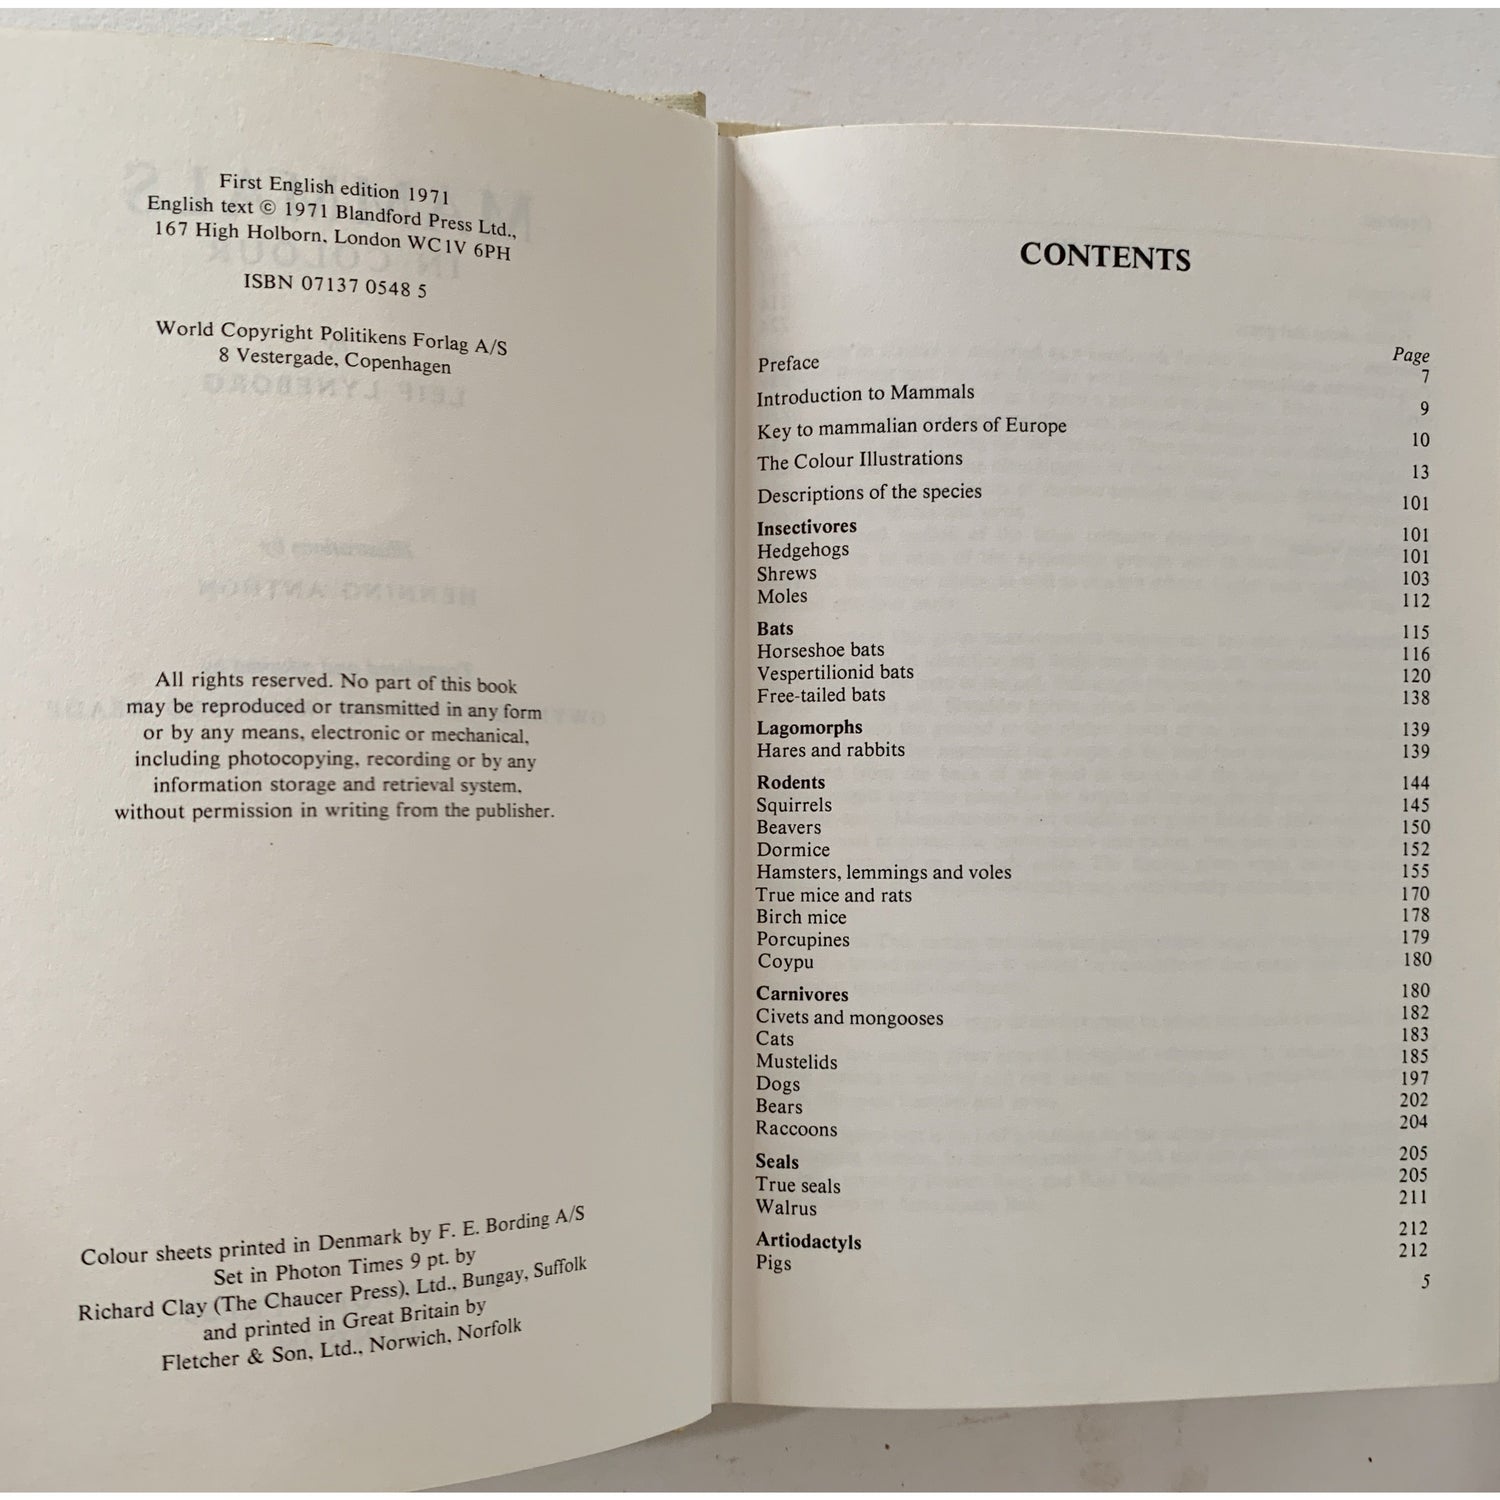 First English edition 1971
English text © 1971 Blandford Press Ltd.,
167 High Holborn, London WC1V 6PH
ISBN 07137 0548 5
World Copyright Politikens Forlag A/S
8 Vestergade, Copenhagen
All rights reserved. No part of this book
may be reproduced or transmitted in any form
or by any means, electronic or mechanical,
including photocopying, recording or by any
information storage and retrieval system,
without permission in writing from the publisher.
Colour sheets printed in Denmark by F. E. Bording A/S
Set in Photon Times 9 pt. by
Richard Clay (The Chaucer Press), Ltd., Bungay, Suffolk
and printed in Great Britain by
Fletcher & Son, Ltd., Norwich, Norfolk
CONTENTS
Page
Preface 7
Introduction to Mammals 9
Key to mammalian orders of Europe 10
The Colour Illustrations 13
Descriptions of the species 101
Insectivores 101
Hedgehogs 101
Shrews 103
Moles 112
Bats 115
Horseshoe bats 116
Vespertilionid bats 120
Free-tailed bats 138
Lagomorphs 139
Hares and rabbits 139
Rodents 144
Squirrels 145
Beavers 150
Dormice 152
Hamsters, lemmings and voles 155
True mice and rats 170
Birch mice 178
Porcupines 179
Coypu 180
Carnivores 180
Civets and mongooses 182
Cats 183
Mustelids 185
Dogs 197
Bears 202
Raccoons 204
Seals 205
True seals 205
Walrus 211
Artiodactyls 212
Pigs 212
5